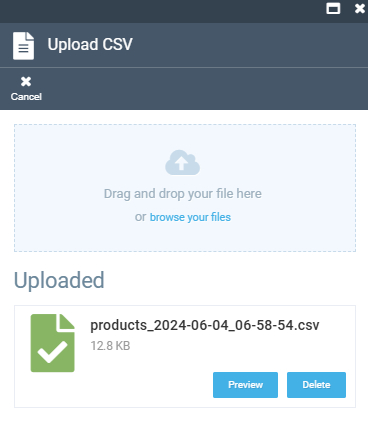 Upload CSV
Cancel
Drag and drop your file here
or browse your files
Uploaded
products_2024-06-04_06-58-54.csv
12.8 KB
Preview Delete